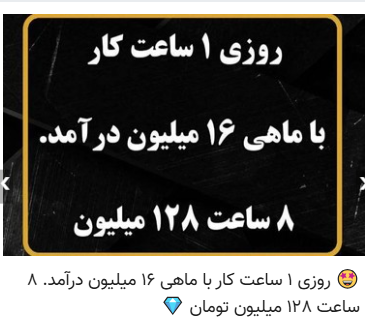 روزی ۱ ساعت کار
با ماهی ۱۶ میلیون درآمد.
۸ ساعت ۱۲۸ میلیون
🤩 روزی ۱ ساعت کار با ماهی ۱۶ میلیون درآمد. ۸
ساعت ۱۲۸ میلیون تومان 💎